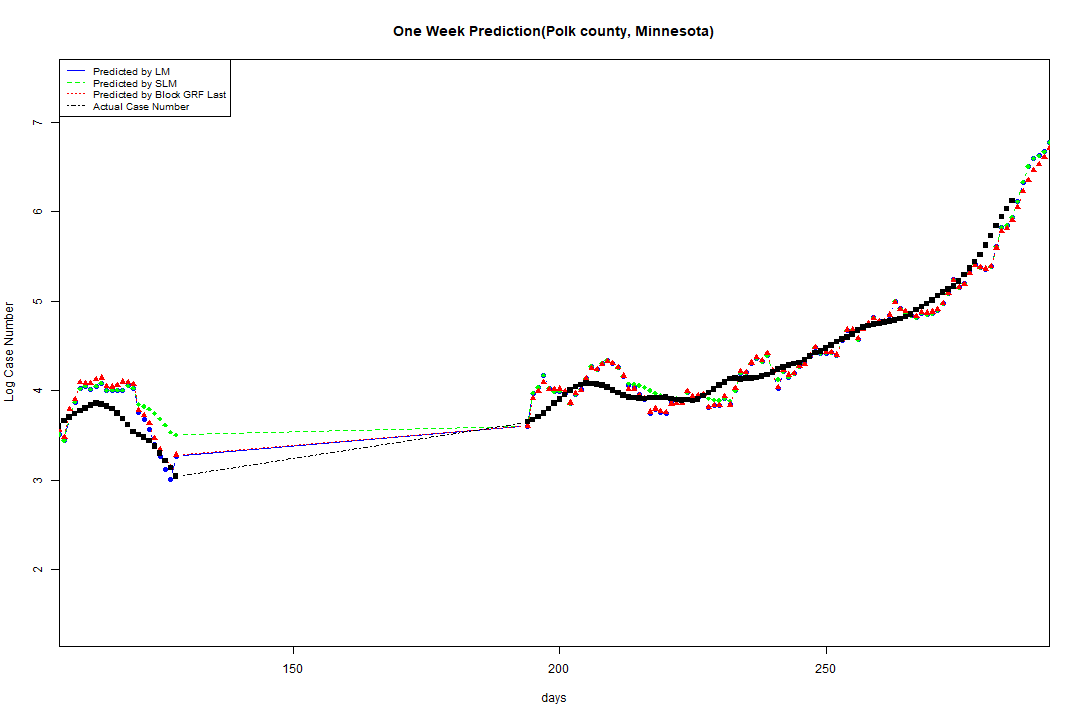 One Week Prediction(Polk county, Minnesota)
Predicted by LM
Predicted by SLM
Predicted by Block GRF Last
Actual Case Number
7
6
5
4
3
2
Log Case Number
150
200
250
days